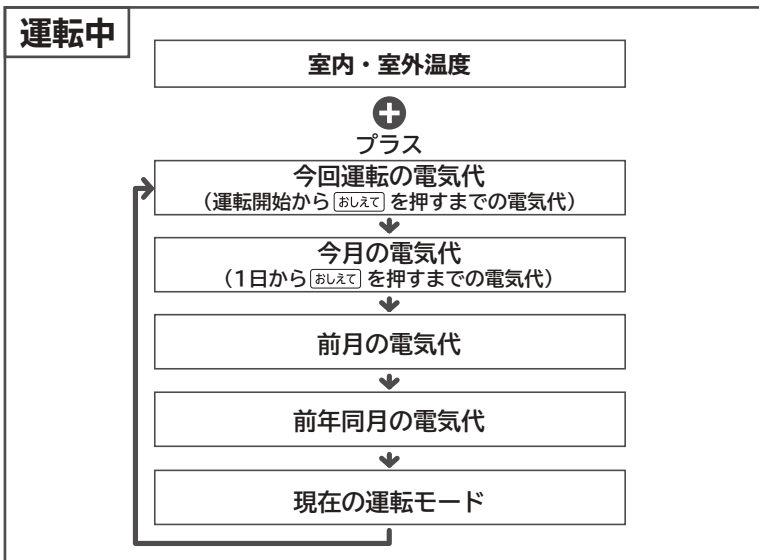 運転中
室内・室外温度
プラス
今回運転の電気代
（運転開始から おしえて を押すまでの電気代）
今月の電気代
（1日から おしえて を押すまでの電気代）
前月の電気代
前年同月の電気代
現在の運転モード